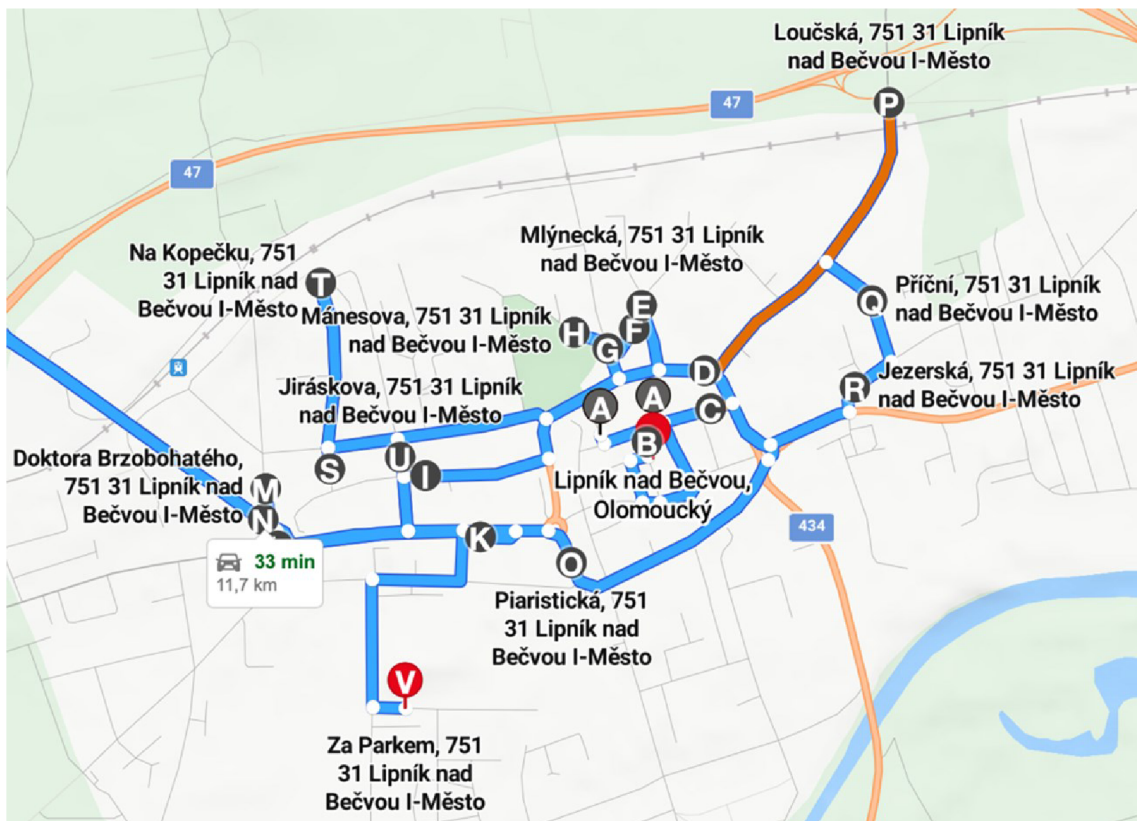 Loučská, 751 31 Lipník
nad Bečvou I-Město
P
47
47
Na Kopečku, 751
31 Lipník nad
Bečvou I-Město
T
Mlýnecká, 751 31 Lipník
nad Bečvou I-Město
Mánesova, 751 31 Lipník
nad Bečvou I-Město
H
G
F
E
Q
Příční, 751 31 Lipník
nad Bečvou I-Město
Jiráskova, 751 31 Lipník
nad Bečvou I-Město
D
R
Jezerská, 751 31 Lipník
nad Bečvou I-Město
A
A
C
B
S
U
I
Doktora Brzobohatého,
751 31 Lipník nad
Bečvou I-Město
M
N
Lipník nad Bečvou,
Olomoucký
434
33 min
11,7 km
K
O
Piaristická, 751
31 Lipník nad
Bečvou I-Město
V
Za Parkem, 751
31 Lipník nad
Bečvou I-Město